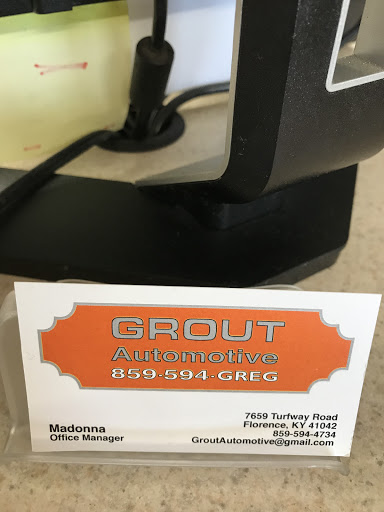 GROUT
Automotive
859-594-GREG
Madonna
Office Manager
7659 Turfway Road
Florence, KY 41042
859-594-4734
GroutAutomotive@gmail.com